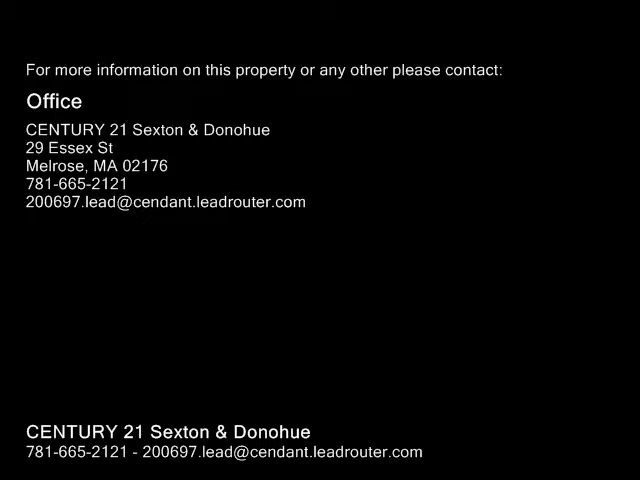 For more information on this property or any other please contact:
Office
CENTURY 21 Sexton & Donohue
29 Essex St
Melrose, MA 02176
781-665-2121
200697.lead@cendant.leadrouter.com
CENTURY 21 Sexton & Donohue
781-665-2121 - 200697.lead@cendant.leadrouter.com